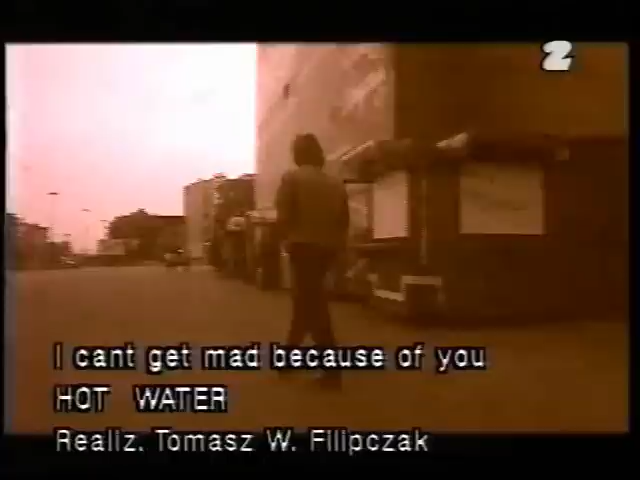 2
I cant get mad because of you
HOT WATER
Realiz. Tomasz W. Filipczak